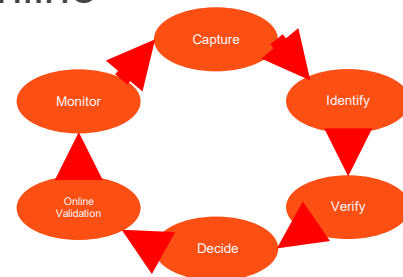 Capture
Identify
Verify
Decide
Online
Validation
Monitor